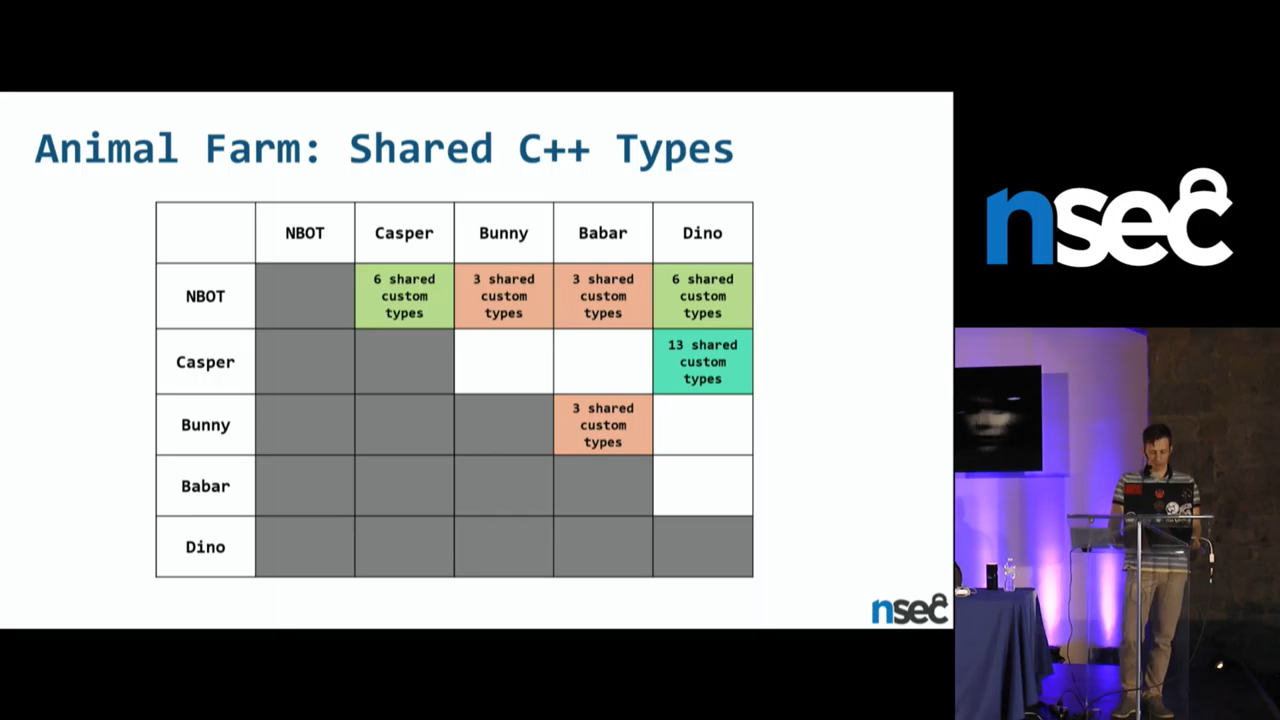 Animal Farm: Shared C++ Types
NBOT
Casper
Bunny
Babar
Dino
NBOT
6 shared
custom
types
3 shared
custom
types
3 shared
custom
types
6 shared
custom
types
Casper
13 shared
custom
types
Bunny
3 shared
custom
types
Babar
Dino
nsec
nsec